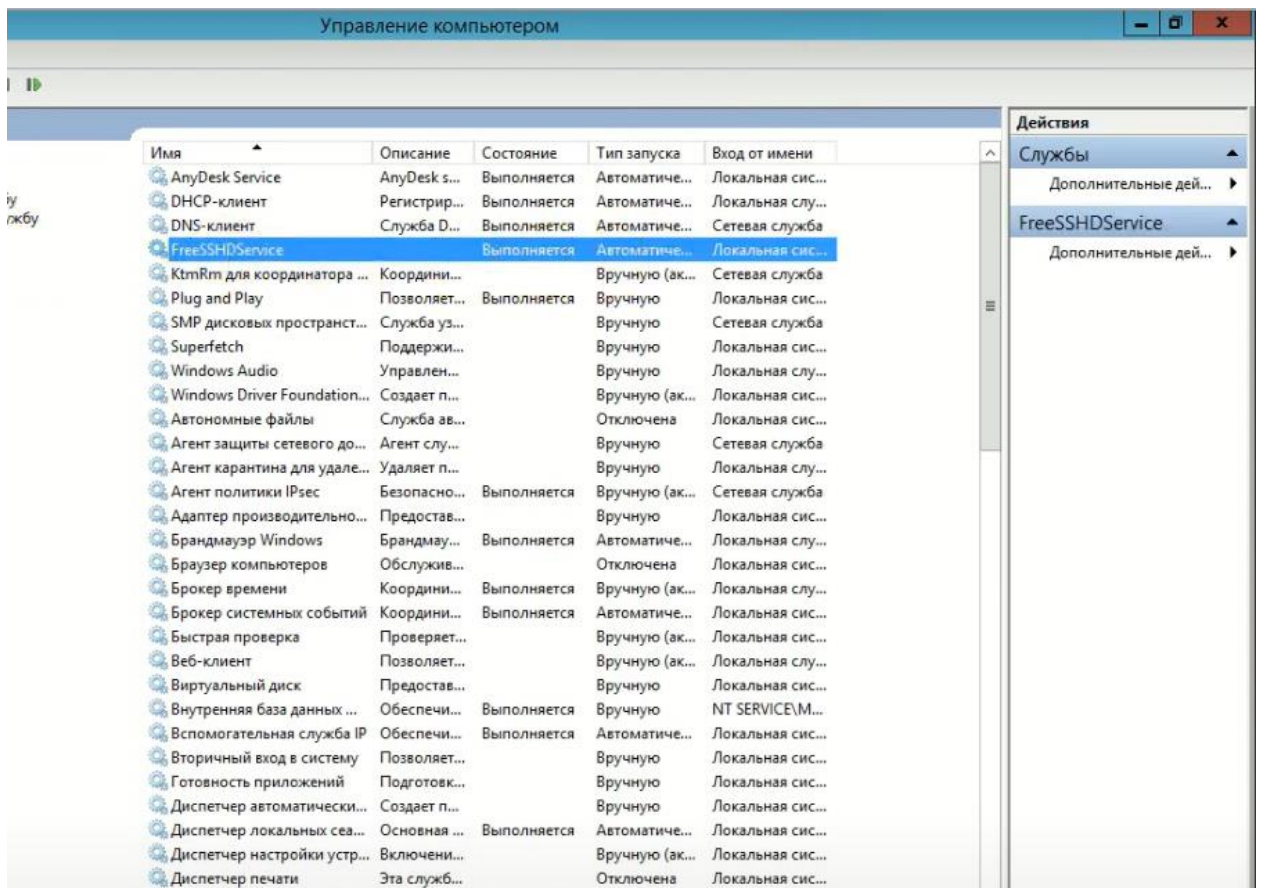 Управление компьютером
Действия
Имя Описание Состояние Тип запуска Вход от имени
Службы
AnyDesk Service AnyDesk s... Выполняется Автоматиче... Локальная сис...
Дополнительные дей...
DHCP-клиент Регистрир... Выполняется Автоматиче... Локальная слу...
ужбу
DNS-клиент Служба D... Выполняется Автоматиче... Сетевая служба
FreeSSHDService
FreeSSHDService Выполняется Автоматиче... Локальная сис...
Дополнительные дей...
KtmRm для координатора ... Координи... Вручную (ак... Сетевая служба
Plug and Play Позволяет... Выполняется Вручную Локальная сис...
SMP дисковых пространст... Служба уз... Вручную Сетевая служба
Superfetch Поддержи... Вручную Локальная сис...
Windows Audio Управлен... Вручную Локальная слу...
Windows Driver Foundation... Создает п... Вручную (ак... Локальная сис...
Автономные файлы Служба ав... Отключена Локальная сис...
Агент защиты сетевого до... Агент слу... Вручную Сетевая служба
Агент карантина для удале... Удаляет п... Вручную Локальная слу...
Агент политики IPsec Безопасно... Выполняется Вручную (ак... Сетевая служба
Адаптер производительно... Предостав... Вручную Локальная сис...
Брандмауэр Windows Брандмау... Выполняется Автоматиче... Локальная слу...
Браузер компьютеров Обслужив... Отключена Локальная сис...
Брокер времени Координи... Выполняется Вручную (ак... Локальная слу...
Брокер системных событий Координи... Выполняется Автоматиче... Локальная сис...
Быстрая проверка Проверяет... Вручную (ак... Локальная сис...
Веб-клиент Позволяет... Вручную (ак... Локальная слу...
Виртуальный диск Предостав... Вручную Локальная сис...
Внутренняя база данных ... Обеспечи... Выполняется Вручную NT SERVICE\M...
Вспомогательная служба IP Обеспечи... Выполняется Автоматиче... Локальная сис...
Вторичный вход в систему Позволяет... Вручную Локальная сис...
Готовность приложений Подготовк... Вручную Локальная сис...
Диспетчер автоматически... Создает п... Вручную Локальная сис...
Диспетчер локальных сеа... Основная ... Выполняется Автоматиче... Локальная сис...
Диспетчер настройки устр... Включени... Вручную (ак... Локальная сис...
Диспетчер печати Эта служб... Отключена Локальная сис...